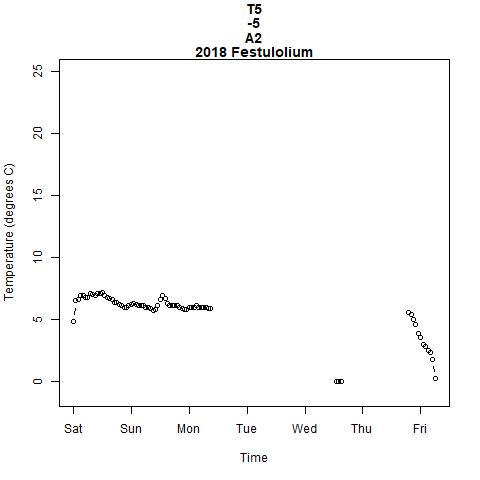 T5
-5
A2
2018 Festulolium
25
20
15
10
5
0
Temperature (degrees C)
Sat Sun Mon Tue Wed Thu Fri
Time